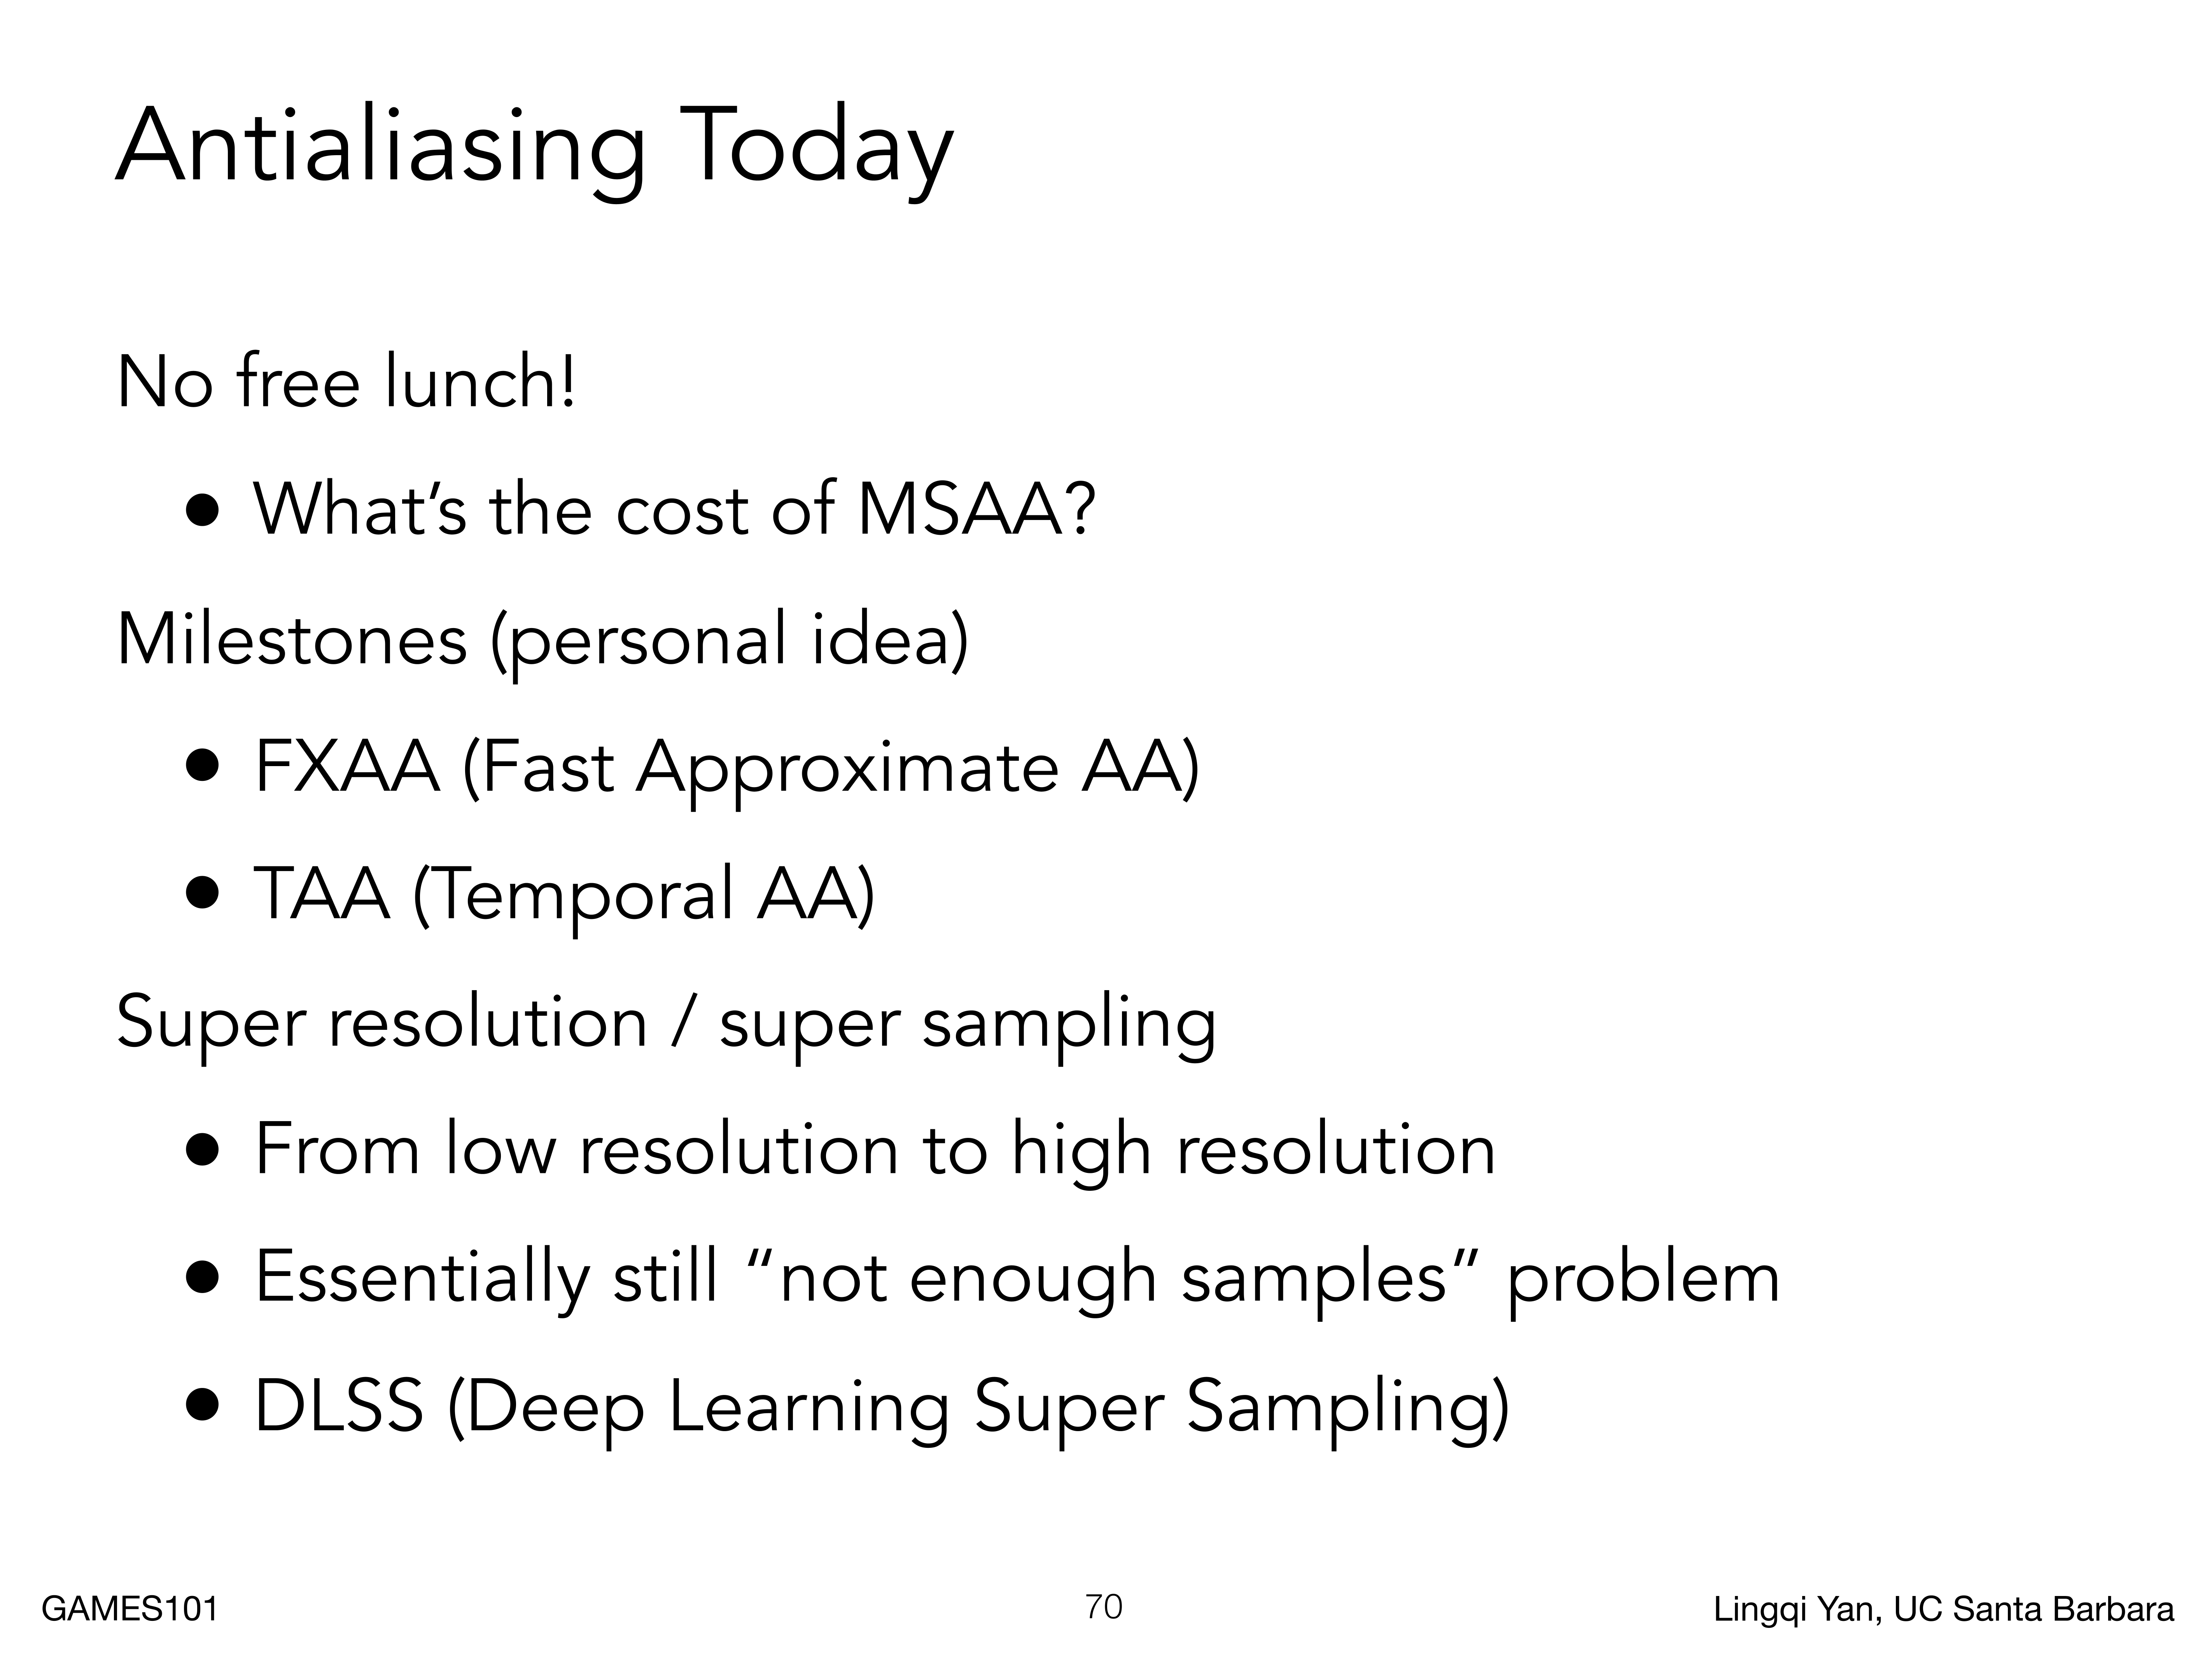 Antialiasing Today
No free lunch!
• What‘s the cost of MSAA?
Milestones (personal idea)
• FXAA (Fast Approximate AA)
• TAA (Temporal AA)
Super resolution / super sampling
• From low resolution to high resolution
• Essentially still “not enough samples” problem
• DLSS (Deep Learning Super Sampling)
GAMES101
70
Lingqi Yan, UC Santa Barbara